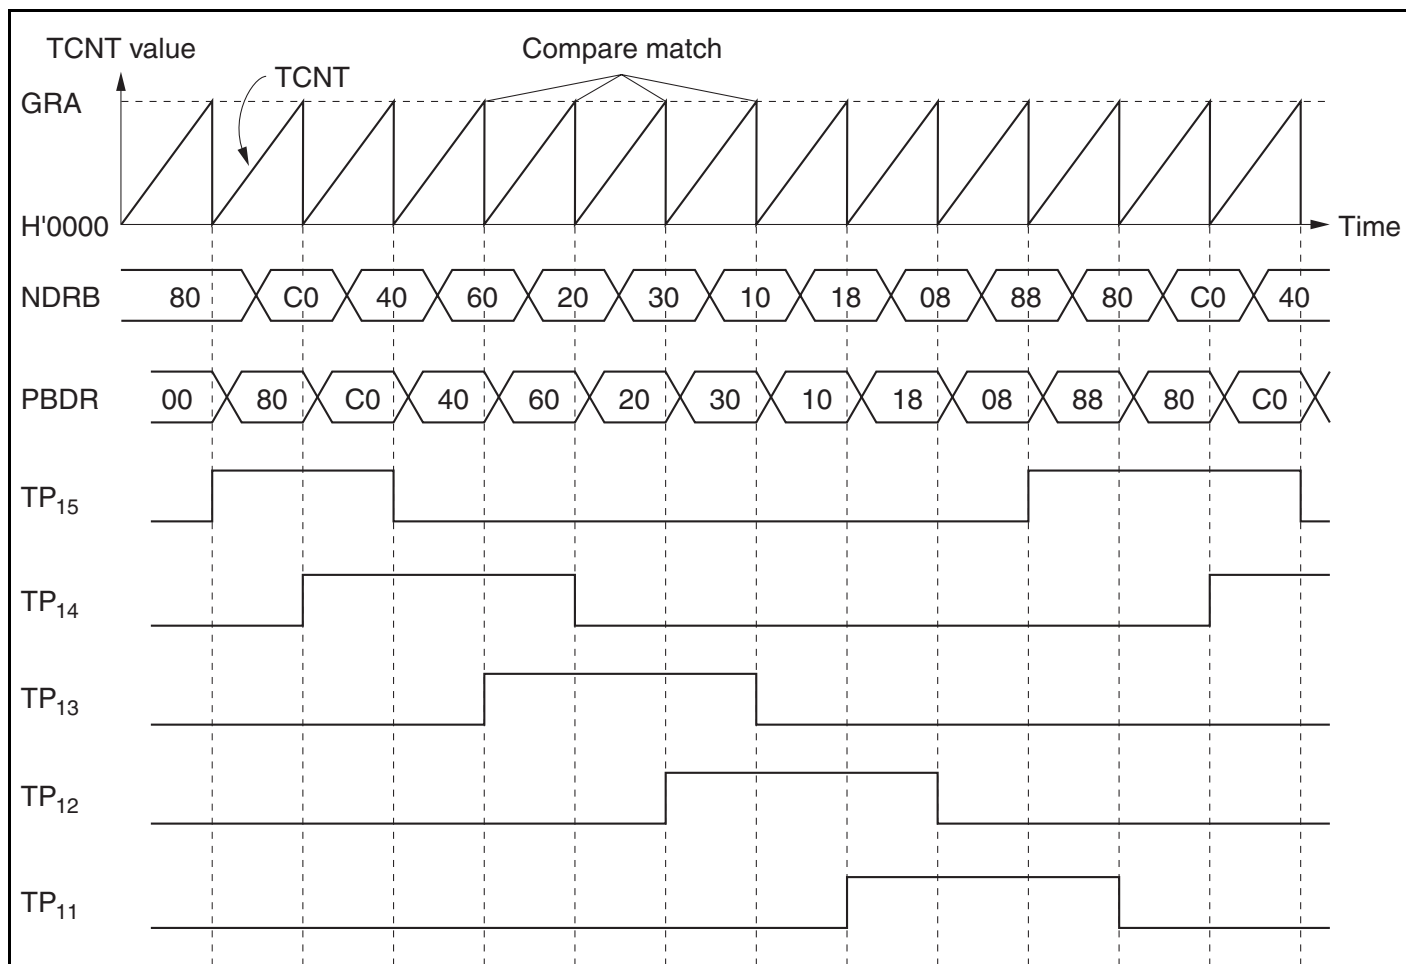 TCNT value Compare match
TCNT
GRA
H'0000 Time
NDRB 80 C0 40 60 20 30 10 18 08 88 80 C0 40
PBDR 00 80 C0 40 60 20 30 10 18 08 88 80 C0
TP15
TP14
TP13
TP12
TP11